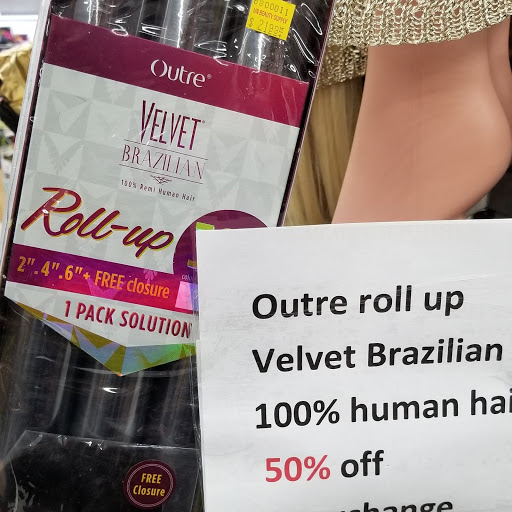 Outre®
VELVET®
BRAZILIAN
100% Remi Human Hair
Roll-up
2".4".6"+ FREE closure
1 PACK SOLUTION
FREE
Closure
Outre roll up
Velvet Brazilian
100% human hai
50% off
change